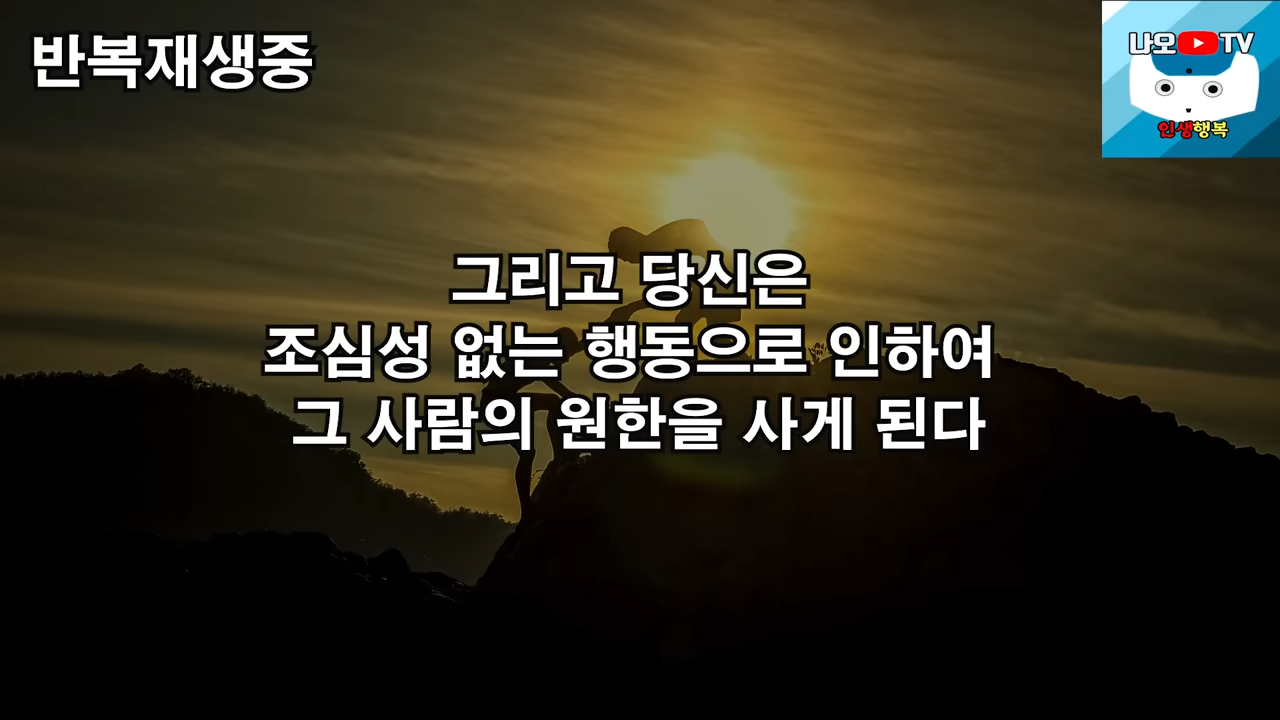 반복재생중
나오 TV
인생행복
그리고 당신은
조심성 없는 행동으로 인하여
그 사람의 원한을 사게 된다